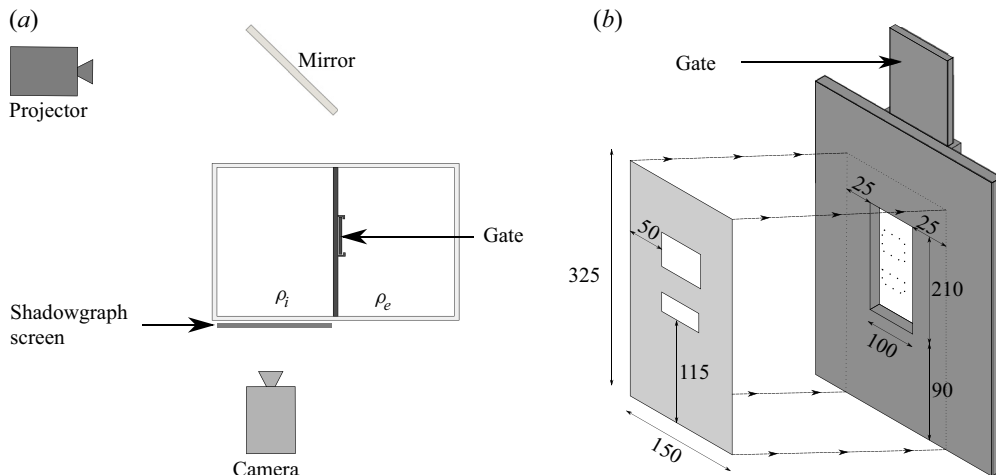 (a)
Projector
Mirror
Gate
ρi
ρe
Shadowgraph
screen
Camera
(b)
Gate
25
25
50
325
210
100
115
90
150